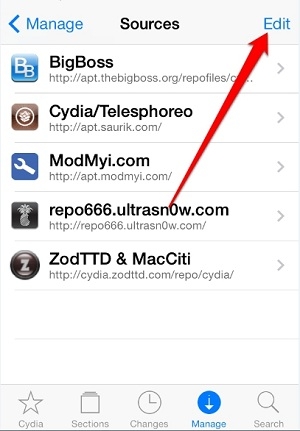 Manage
Sources
Edit
BB
BigBoss
http://apt.thebigboss.org/repofiles/cy...
Cydia/Telesphoreo
http://apt.saurik.com/
ModMyi.com
http://apt.modmyi.com/
repo666.ultrasn0w.com
http://repo666.ultrasn0w.com/
Z
ZodTTD & MacCiti
http://cydia.zodttd.com/repo/cydia/
Cydia
Sections
Changes
Manage
Search